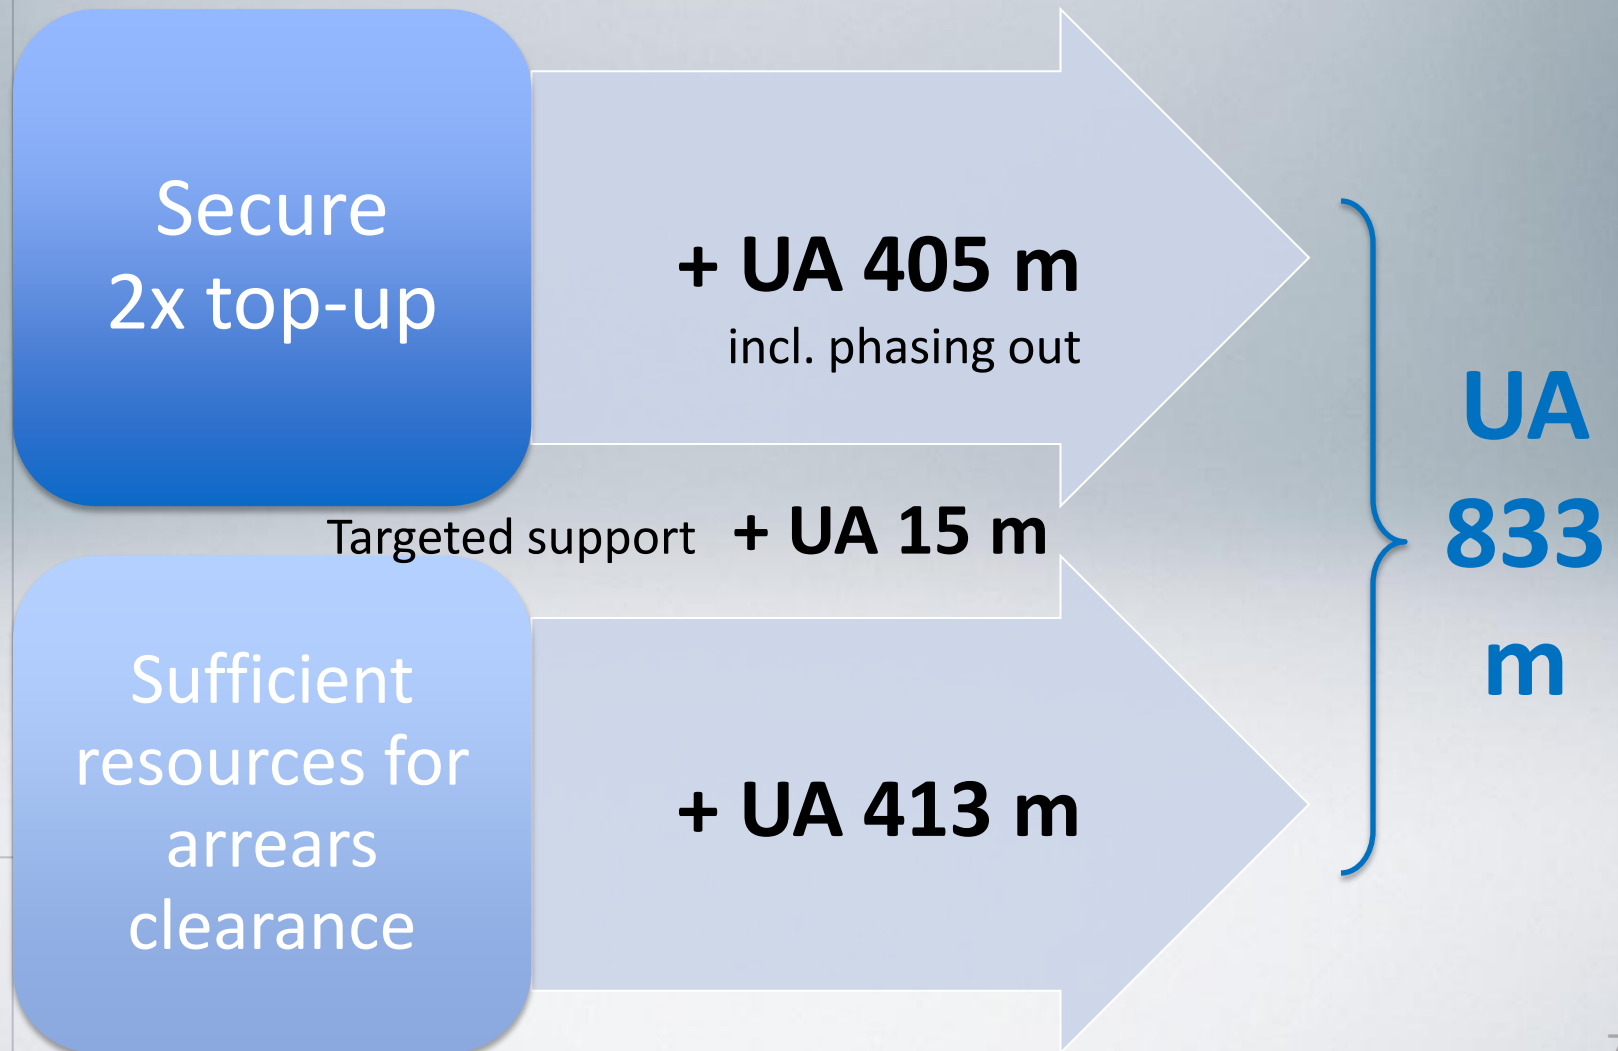 Secure
2x top-up
+ UA 405 m
incl. phasing out
Targeted support + UA 15 m
Sufficient
resources for
arrears
clearance
+ UA 413 m
UA
833
m